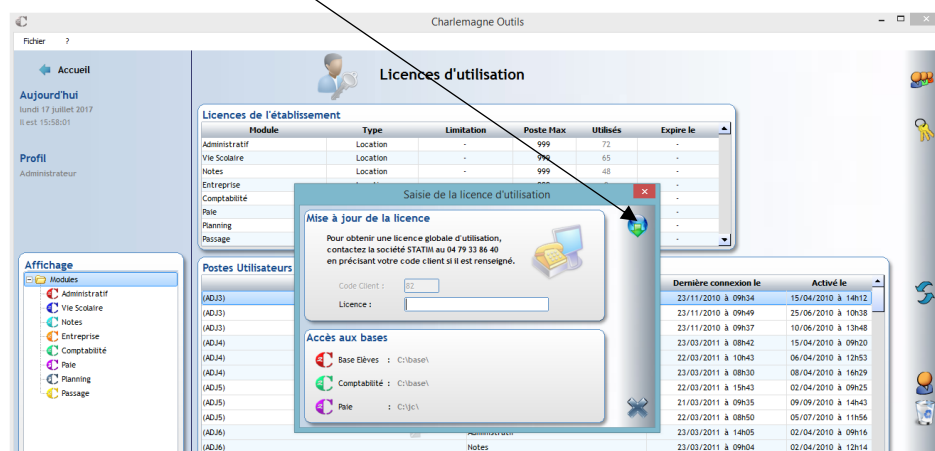 Charlemagne Outils
Fichier ?
Accueil
Aujourd'hui
lundi 17 juillet 2017
Il est 15:58:01
Profil
Administrateur
Licences d'utilisation
Licences de l'établissement
Module Type Limitation Poste Max Utilisés Expire le
Administratif Location - 999 72 -
Vie Scolaire Location - 999 65 -
Notes Location - 999 48 -
Entreprise
Comptabilité
Paie
Planning
Passage
Saisie de la licence d'utilisation
Mise à jour de la licence
Pour obtenir une licence globale d'utilisation,
contactez la société STATIM au 04 79 33 86 40
en précisant votre code client si il est renseigné.
Code Client : 82
Licence :
Accès aux bases
Base Elèves : C:\base\
Comptabilité : C:\base\
Paie : C:\jc\
Affichage
Modules
Administratif
Vie Scolaire
Notes
Entreprise
Comptabilité
Paie
Planning
Passage
Postes Utilisateurs
Dernière connexion le Activé le
(ADJ3) 23/11/2010 à 09h34 15/04/2010 à 14h12
(ADJ3) 23/11/2010 à 09h49 25/06/2010 à 10h38
(ADJ3) 23/11/2010 à 09h37 10/06/2010 à 13h48
(ADJ4) 23/03/2011 à 08h42 15/04/2010 à 09h20
(ADJ4) 22/03/2011 à 10h43 06/04/2010 à 12h53
(ADJ4) 23/03/2011 à 08h30 08/04/2010 à 16h29
(ADJ5) 22/03/2011 à 15h43 02/04/2010 à 09h25
(ADJ5) 21/03/2011 à 09h35 09/09/2010 à 14h43
(ADJ5) 22/03/2011 à 08h50 05/07/2010 à 11h56
(ADJ6) 23/03/2011 à 14h05 02/04/2010 à 09h16
(ADJ6) Notes 23/03/2011 à 09h04 02/04/2010 à 12h14